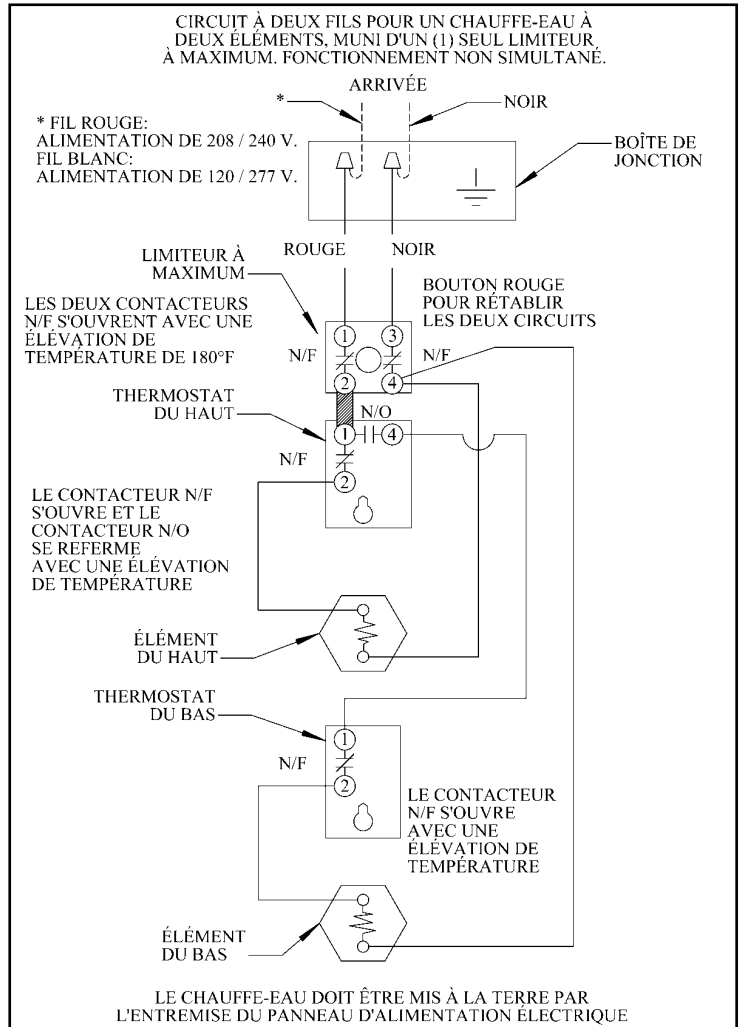 CIRCUIT À DEUX FILS POUR UN CHAUFFE-EAU À
DEUX ÉLÉMENTS, MUNI D'UN (1) SEUL LIMITEUR
À MAXIMUM. FONCTIONNEMENT NON SIMULTANÉ.
ARRIVÉE
*
NOIR
* FIL ROUGE:
ALIMENTATION DE 208 / 240 V.
FIL BLANC:
ALIMENTATION DE 120 / 277 V.
BOÎTE DE
JONCTION
ROUGE
NOIR
LIMITEUR À
MAXIMUM
BOUTON ROUGE
POUR RÉTABLIR
LES DEUX CIRCUITS
LES DEUX CONTACTEURS
N/F S'OUVRENT AVEC UNE
ÉLÉVATION DE
TEMPÉRATURE DE 180°F
1
3
N/F
N/F
2
4
THERMOSTAT
DU HAUT
N/O
1
4
N/F
2
LE CONTACTEUR N/F
S'OUVRE ET LE
CONTACTEUR N/O
SE REFERME
AVEC UNE ÉLÉVATION
DE TEMPÉRATURE
ÉLÉMENT
DU HAUT
THERMOSTAT
DU BAS
1
N/F
2
LE CONTACTEUR
N/F S'OUVRE
AVEC UNE
ÉLÉVATION DE
TEMPÉRATURE
ÉLÉMENT
DU BAS
LE CHAUFFE-EAU DOIT ÊTRE MIS À LA TERRE PAR
L'ENTREMISE DU PANNEAU D'ALIMENTATION ÉLECTRIQUE